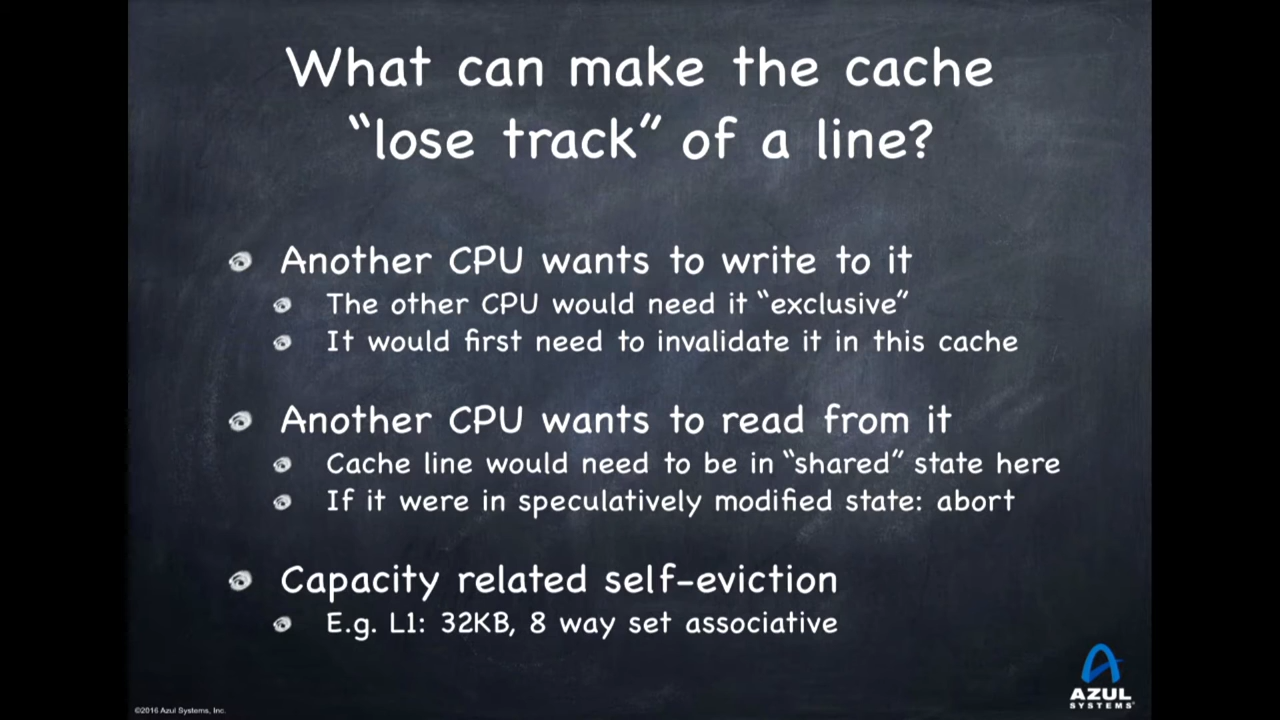 What can make the cache
“lose track” of a line?
Another CPU wants to write to it
The other CPU would need it “exclusive”
It would first need to invalidate it in this cache
Another CPU wants to read from it
Cache line would need to be in “shared” state here
If it were in speculatively modified state: abort
Capacity related self-eviction
E.g. L1: 32KB, 8 way set associative
©2016 Azul Systems, Inc.
AZUL
SYSTEMS